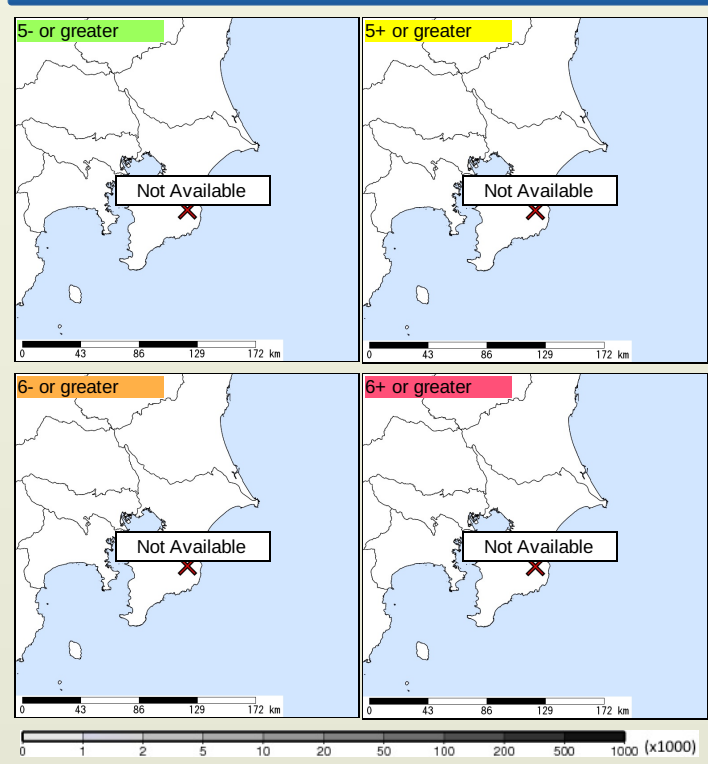 5- or greater
5+ or greater
Not Available
Not Available
0 43 86 129 172 km
0 43 86 129 172 km
6- or greater
6+ or greater
Not Available
Not Available
0 43 86 129 172 km
0 43 86 129 172 km
0 1 2 5 10 20 50 100 200 500 1000 (x1000)